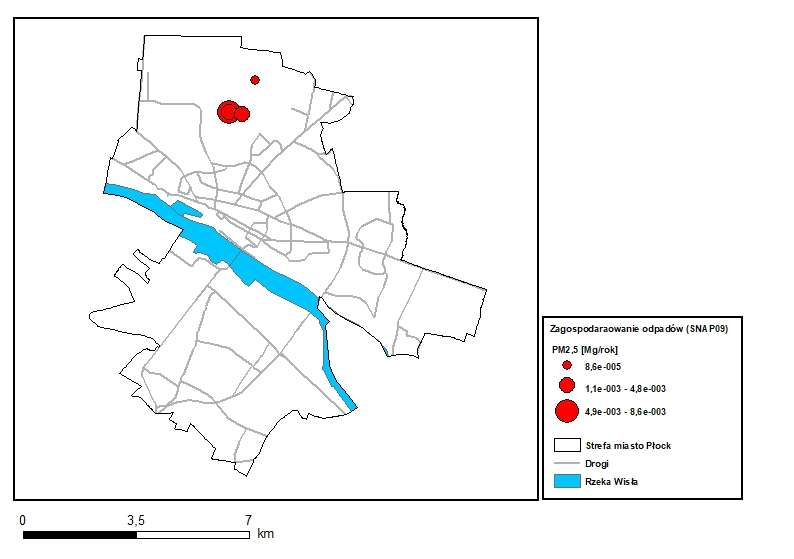 Zagospodaraowanie odpadów (SNAP09)
PM2,5 [Mg/rok]
8,6e-005
1,1e-003 - 4,8e-003
4,9e-003 - 8,6e-003
Strefa miasto Płock
Drogi
Rzeka Wisła
0 3,5 7
km